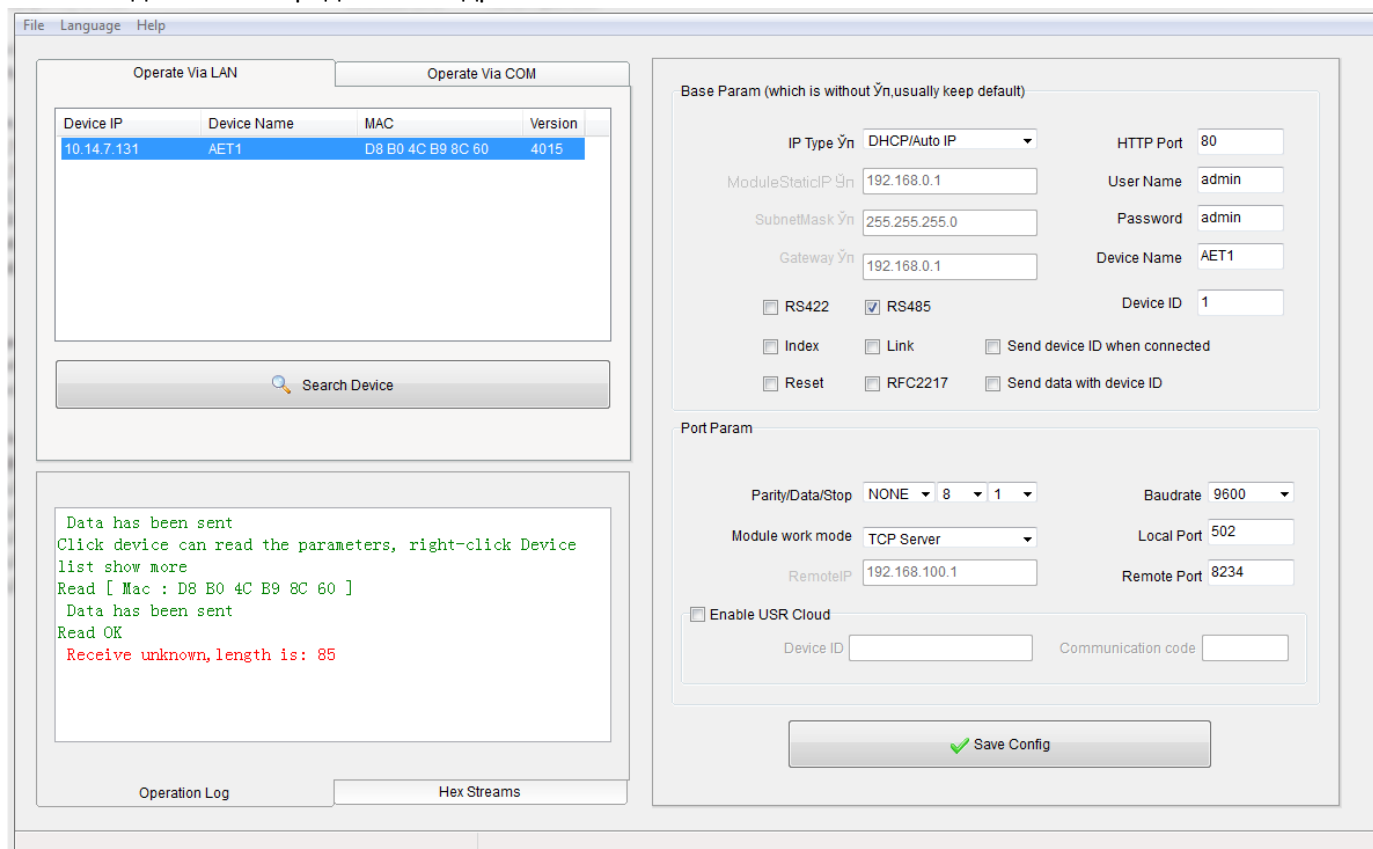 File Language Help
Operate Via LAN
Operate Via COM
Device IP Device Name MAC Version
10.14.7.131 AET1 D8 B0 4C B9 8C 60 4015
Search Device
Data has been sent
Click device can read the parameters, right-click Device
list show more
Read [ Mac : D8 B0 4C B9 8C 60 ]
Data has been sent
Read OK
Receive unknown, length is: 85
Operation Log
Hex Streams
Base Param (which is without Ўп,usually keep default)
IP Type Ўп DHCP/Auto IP HTTP Port 80
ModuleStaticIP Ўп 192.168.0.1 User Name admin
SubnetMask Ўп 255.255.255.0 Password admin
Gateway Ўп 192.168.0.1 Device Name AET1
RS422 RS485 Device ID 1
Index Link Send device ID when connected
Reset RFC2217 Send data with device ID
Port Param
Parity/Data/Stop NONE 8 1 Baudrate 9600
Module work mode TCP Server Local Port 502
RemoteIP 192.168.100.1 Remote Port 8234
Enable USR Cloud
Device ID Communication code
Save Config